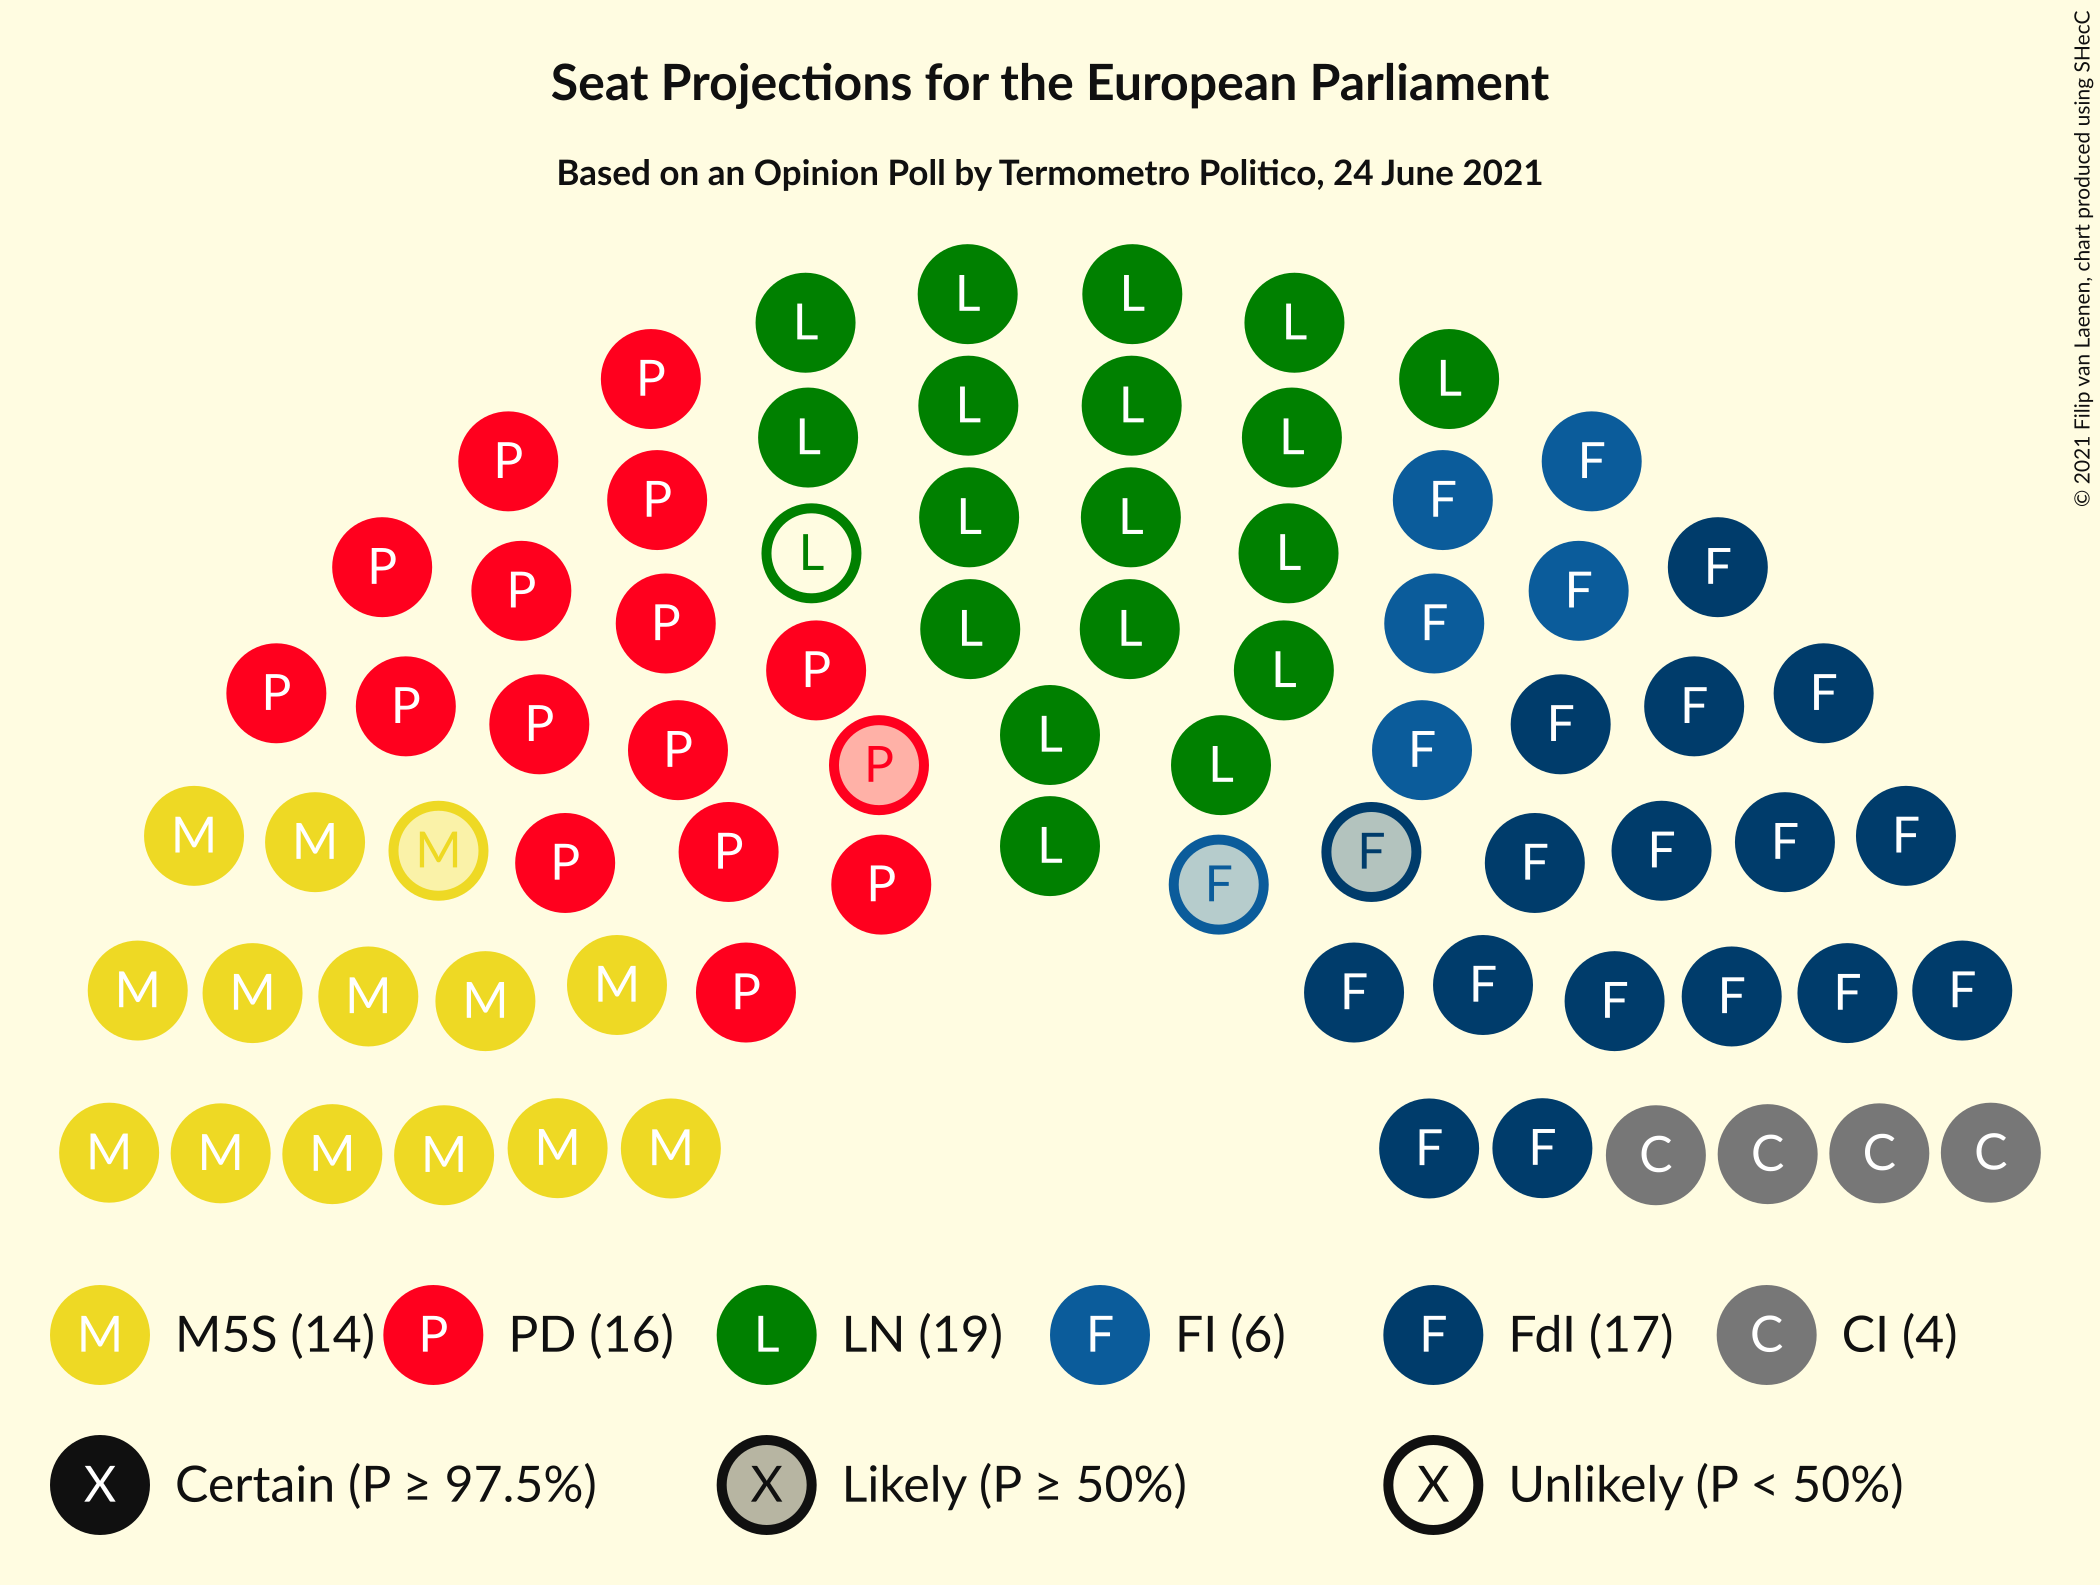 Seat Projections for the European Parliament
Based on an Opinion Poll by Termometro Politico, 24 June 2021
© 2021 Filip van Laenen, chart produced using SHecC
L L
L L
P L
L L
P L L F
L L
P F
L L
P L L F
P F F
P L L F
P L
P P F F
P L P F
P L L F
M M M P P P L F F F F F F
P F
M M M M M P F F F F F F
M M M M M M F F C C C C
M M5S (14) P PD (16) L LN (19) F FI (6) F FdI (17) C CI (4)
X Certain (P ≥ 97.5%) X Likely (P ≥ 50%) X Unlikely (P < 50%)